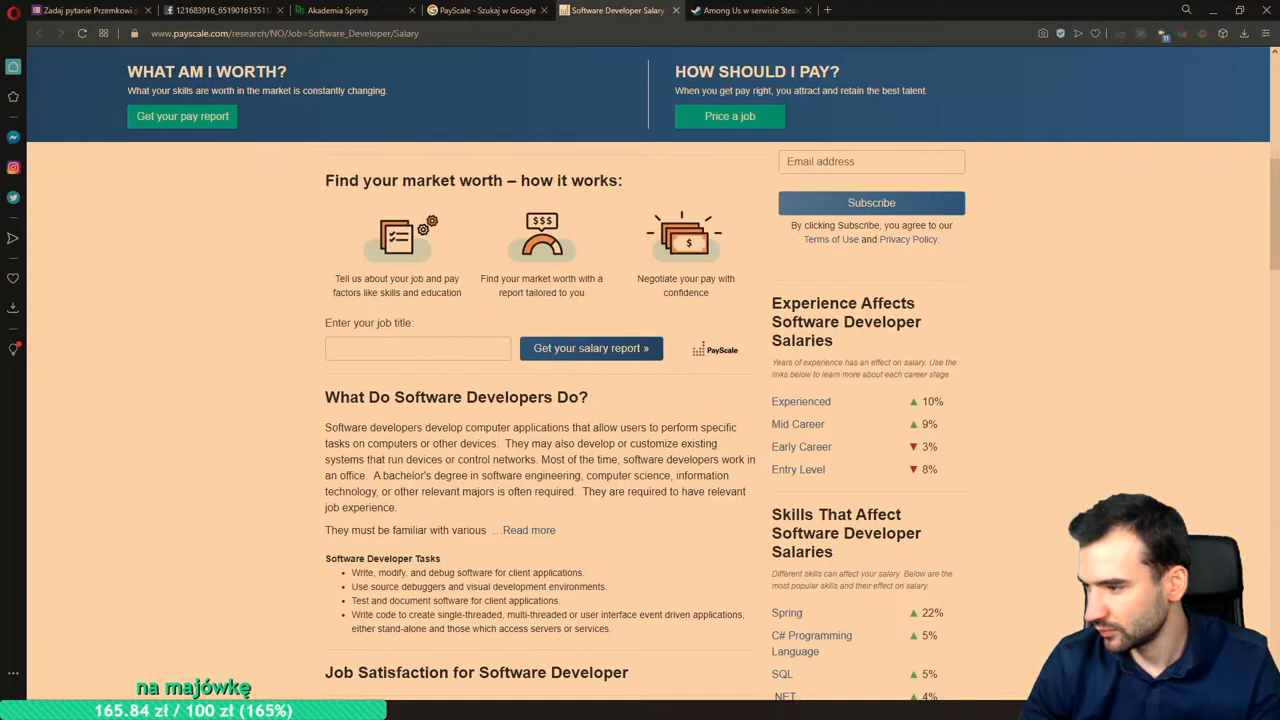 Zadaj pytanie Przemkowi
121683916_659019615511
Akademia Spring
PayScale - Szukaj w Google
Software Developer Salary
Among Us w serwisie Stea
www.payscale.com/research/NO/Job=Software_Developer/Salary
WHAT AM I WORTH?
What your skills are worth in the market is constantly changing.
Get your pay report
HOW SHOULD I PAY?
When you get pay right, you attract and retain the best talent.
Price a job
Find your market worth – how it works:
$$$
$
Tell us about your job and pay
factors like skills and education
Find your market worth with a
report tailored to you
Negotiate your pay with
confidence
Enter your job title:
Get your salary report »
PayScale
What Do Software Developers Do?
Software developers develop computer applications that allow users to perform specific
tasks on computers or other devices. They may also develop or customize existing
systems that run devices or control networks. Most of the time, software developers work in
an office. A bachelor's degree in software engineering, computer science, information
technology, or other relevant majors is often required. They are required to have relevant
job experience.
They must be familiar with various …Read more
Software Developer Tasks
• Write, modify, and debug software for client applications.
• Use source debuggers and visual development environments.
• Test and document software for client applications.
• Write code to create single-threaded, multi-threaded or user interface event driven applications,
either stand-alone and those which access servers or services.
Job Satisfaction for Software Developer
Email address
Subscribe
By clicking Subscribe, you agree to our
Terms of Use and Privacy Policy.
Experience Affects
Software Developer
Salaries
Years of experience has an effect on salary. Use the
links below to learn more about each career stage.
Experienced ▲ 10%
Mid Career ▲ 9%
Early Career ▼ 3%
Entry Level ▼ 8%
Skills That Affect
Software Developer
Salaries
Different skills can affect your salary. Below are the
most popular skills and their effect on salary.
Spring ▲ 22%
C# Programming ▲ 5%
Language
SQL ▲ 5%
.NET ▲ 4%
na majówkę
165.84 zł / 100 zł (165%)